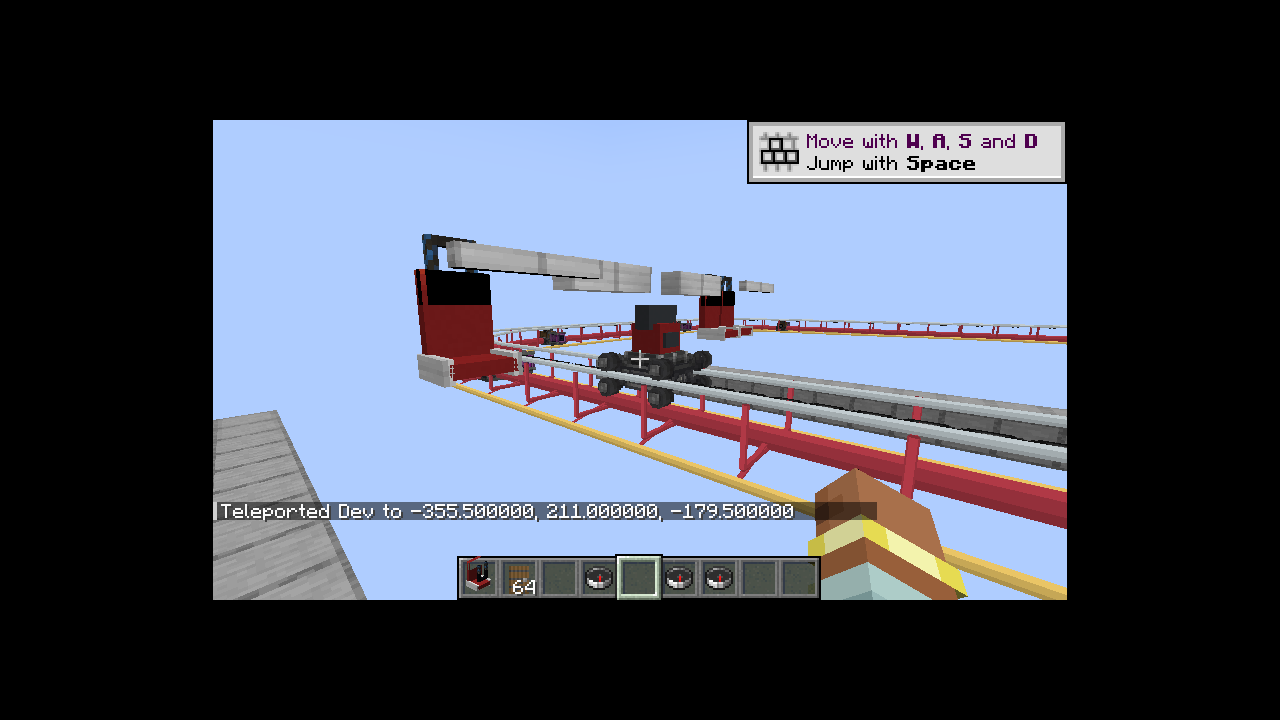 Move with W, A, S and D
Jump with Space
Teleported Dev to -355.500000, 211.000000, -179.500000
64